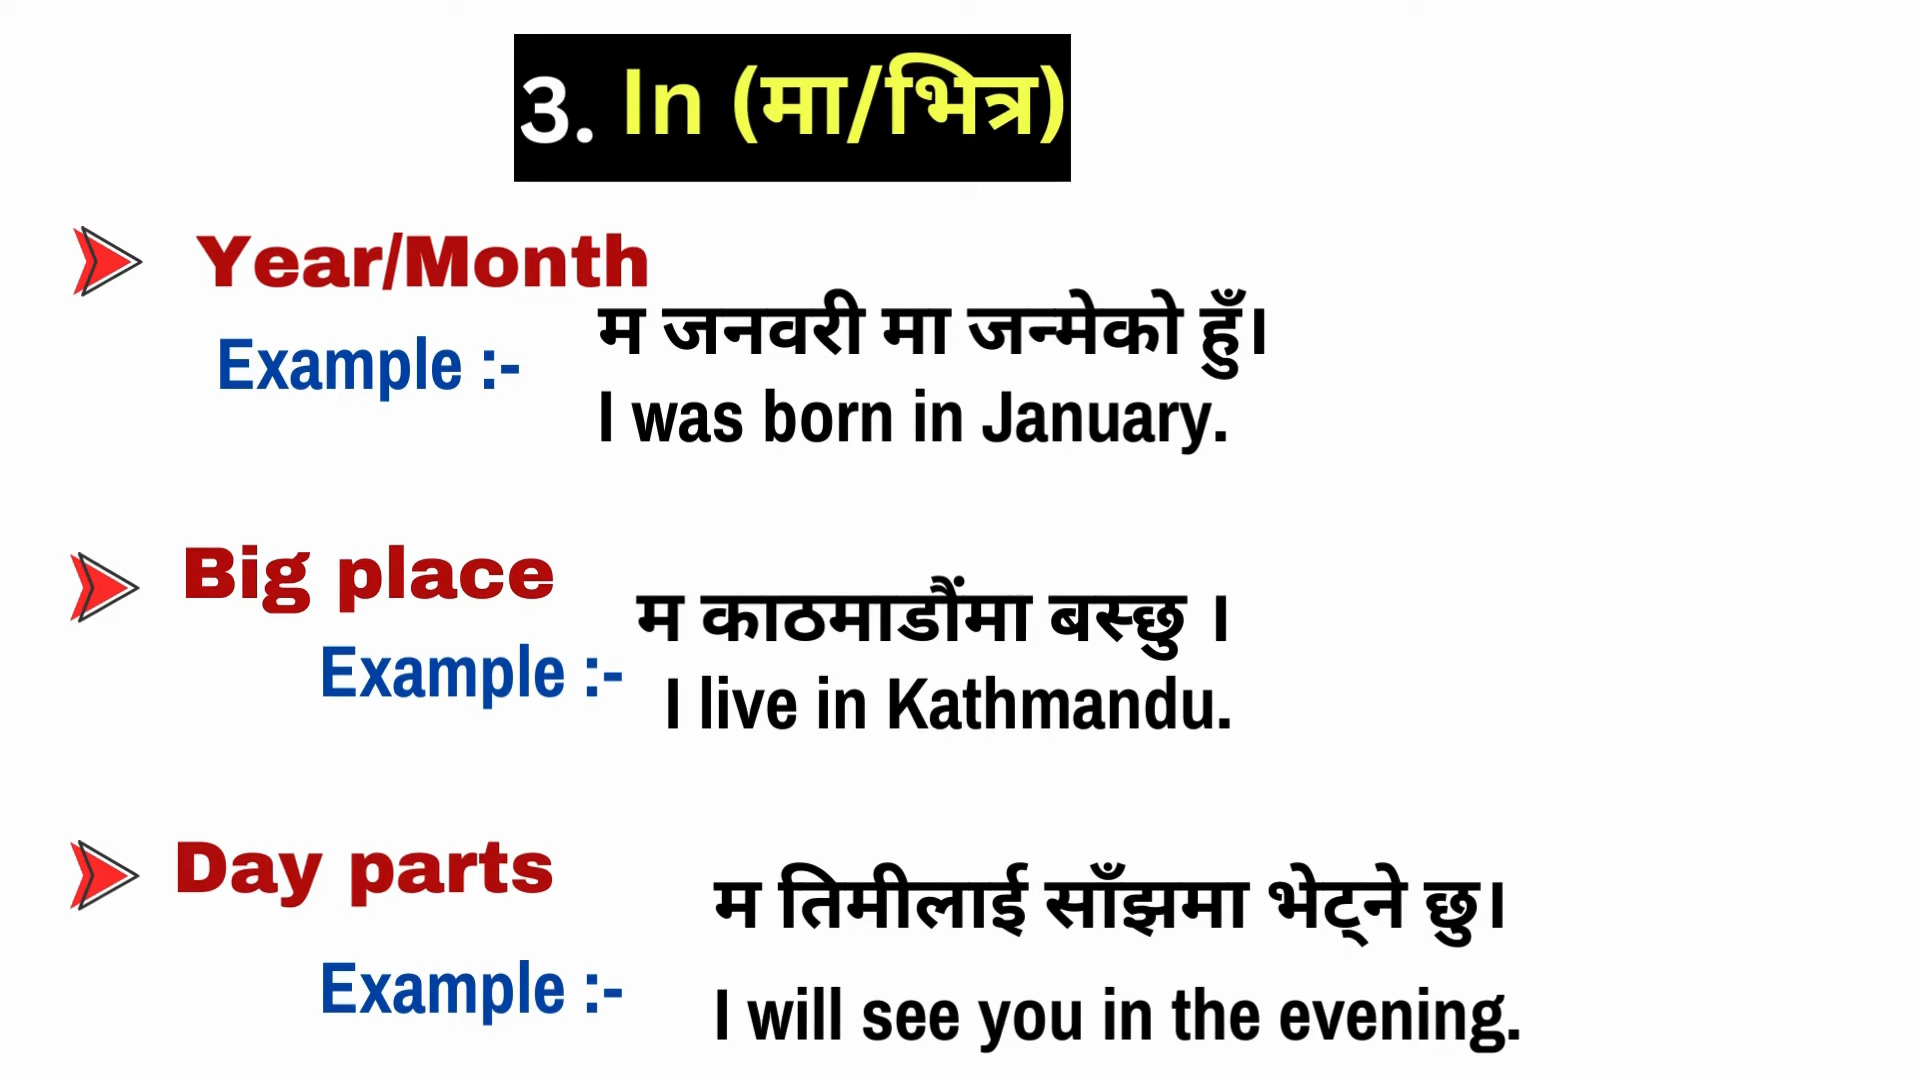 3. In (मा/भित्र)
Year/Month
म जनवरी मा जन्मेको हुँ।
Example :-
I was born in January.
Big place
म काठमाडौंमा बस्छु ।
Example :-
I live in Kathmandu.
Day parts
म तिमीलाई साँझमा भेट्ने छु।
Example :-
I will see you in the evening.